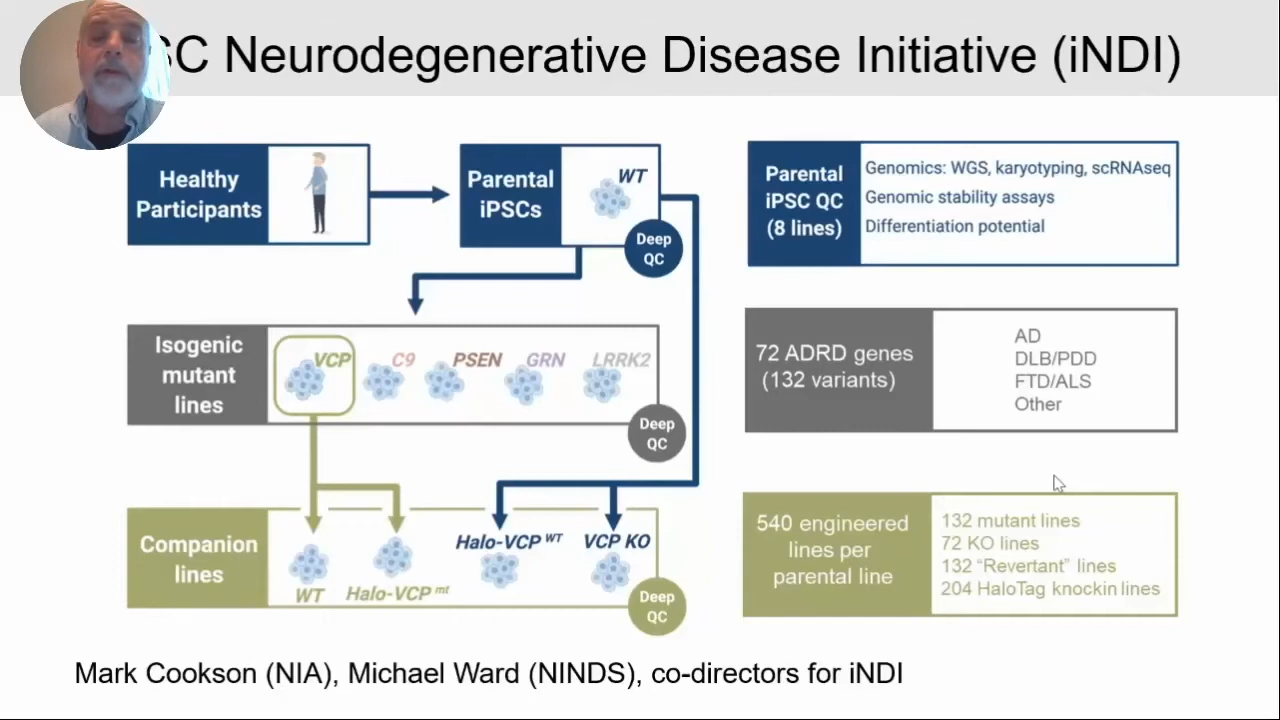 SC Neurodegenerative Disease Initiative (iNDI)
Healthy
Participants
Parental
iPSCs
WT
Deep
QC
Parental
iPSC QC
(8 lines)
Genomics: WGS, karyotyping, scRNAseq
Genomic stability assays
Differentiation potential
Isogenic
mutant
lines
VCP
C9
PSEN
GRN
LRRK2
Deep
QC
72 ADRD genes
(132 variants)
AD
DLB/PDD
FTD/ALS
Other
Companion
lines
WT
Halo-VCP mt
Halo-VCP WT
VCP KO
Deep
QC
540 engineered
lines per
parental line
132 mutant lines
72 KO lines
132 “Revertant” lines
204 HaloTag knockin lines
Mark Cookson (NIA), Michael Ward (NINDS), co-directors for iNDI